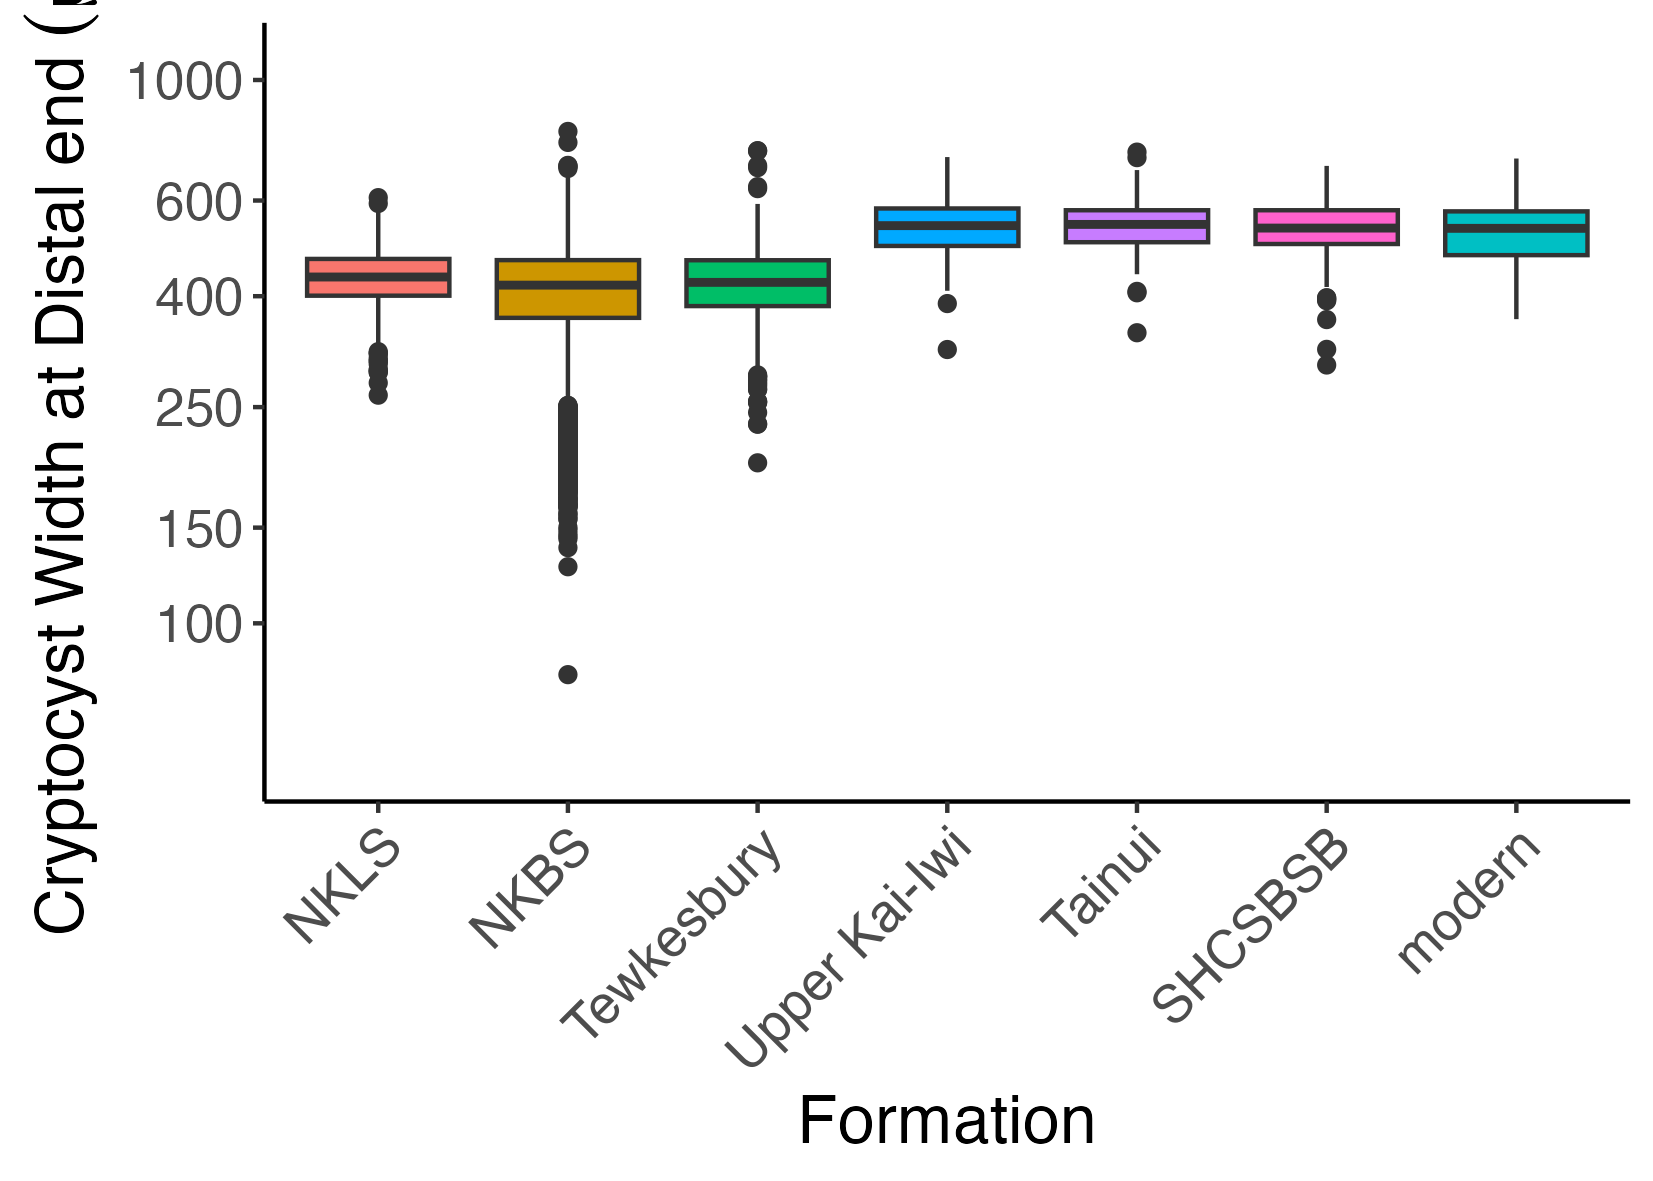 Cryptocyst Width at Distal end (
1000
600
400
250
150
100
NKLS
NKBS
Tewkesbury
Upper Kai-Iwi
Tainui
SHCSBSB
modern
Formation